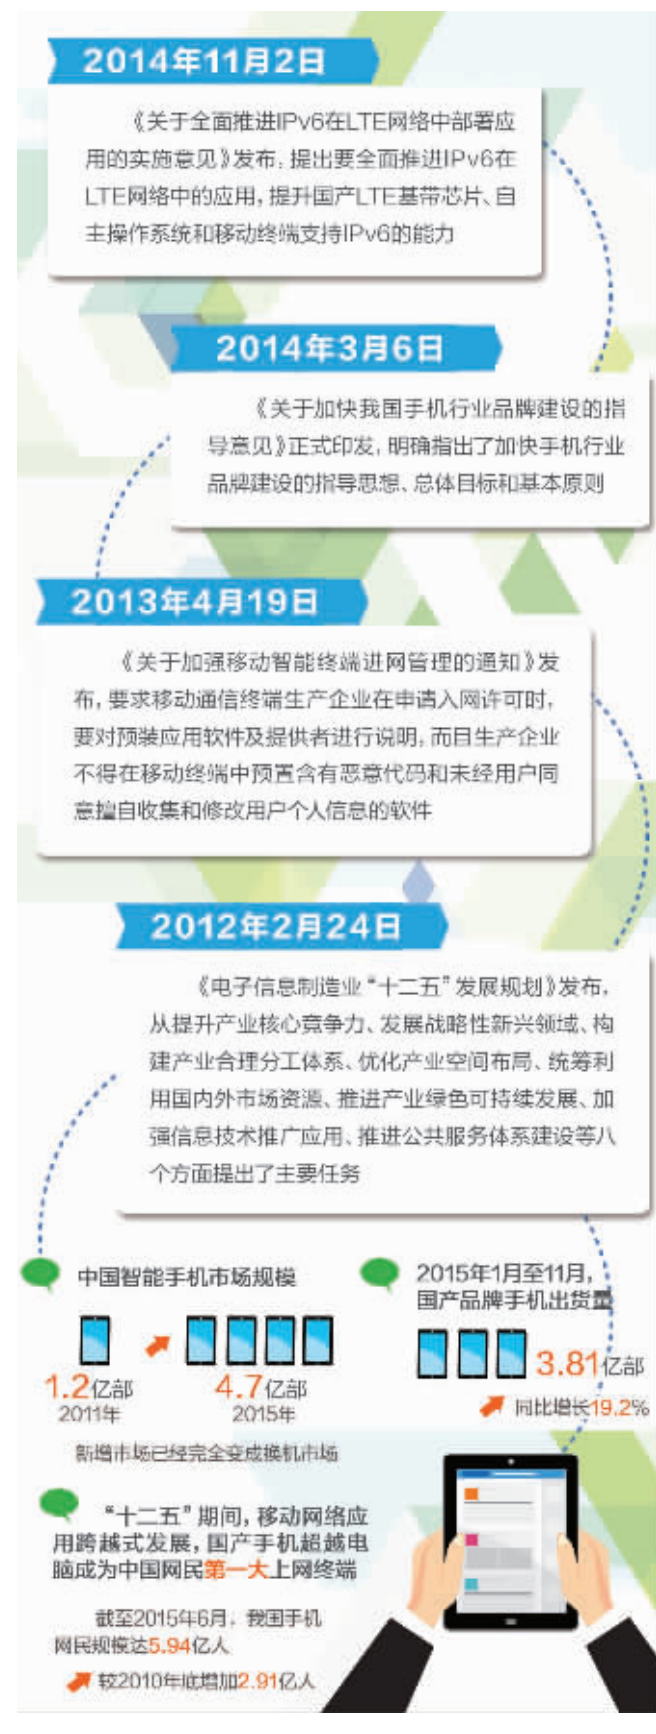 2014年11月2日
《关于全面推进IPv6在LTE网络中部署应
用的实施意见》发布，提出要全面推进IPv6在
LTE网络中的应用，提升国产LTE基带芯片、自
主操作系统和移动终端支持IPv6的能力
2014年3月6日
《关于加快我国手机行业品牌建设的指
导意见》正式印发，明确指出了加快手机行业
品牌建设的指导思想、总体目标和基本原则
2013年4月19日
《关于加强移动智能终端进网管理的通知》发
布，要求移动通信终端生产企业在申请入网许可时，
要对预装应用软件及提供者进行说明，而且生产企业
不得在移动终端中预置含有恶意代码和未经用户同
意擅自收集和修改用户个人信息的软件
2012年2月24日
《电子信息制造业“十二五”发展规划》发布，
从提升产业核心竞争力、发展战略性新兴领域、构
建产业合理分工体系、优化产业空间布局、统筹利
用国内外市场资源、推进产业绿色可持续发展、加
强信息技术推广应用、推进公共服务体系建设等八
个方面提出了主要任务
中国智能手机市场规模
1.2亿部
2011年
4.7亿部
2015年
新增市场已经完全变成换机市场
2015年1月至11月，
国产品牌手机出货量
3.81亿部
同比增长19.2%
“十二五”期间，移动网络应
用跨越式发展，国产手机超越电
脑成为中国网民第一大上网终端
截至2015年6月，我国手机
网民规模达5.94亿人
较2010年底增加2.91亿人